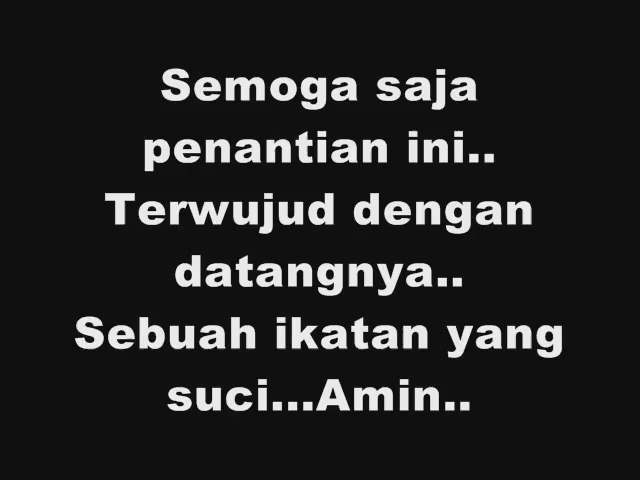 Semoga saja
penantian ini..
Terwujud dengan
datangnya..
Sebuah ikatan yang
suci...Amin..